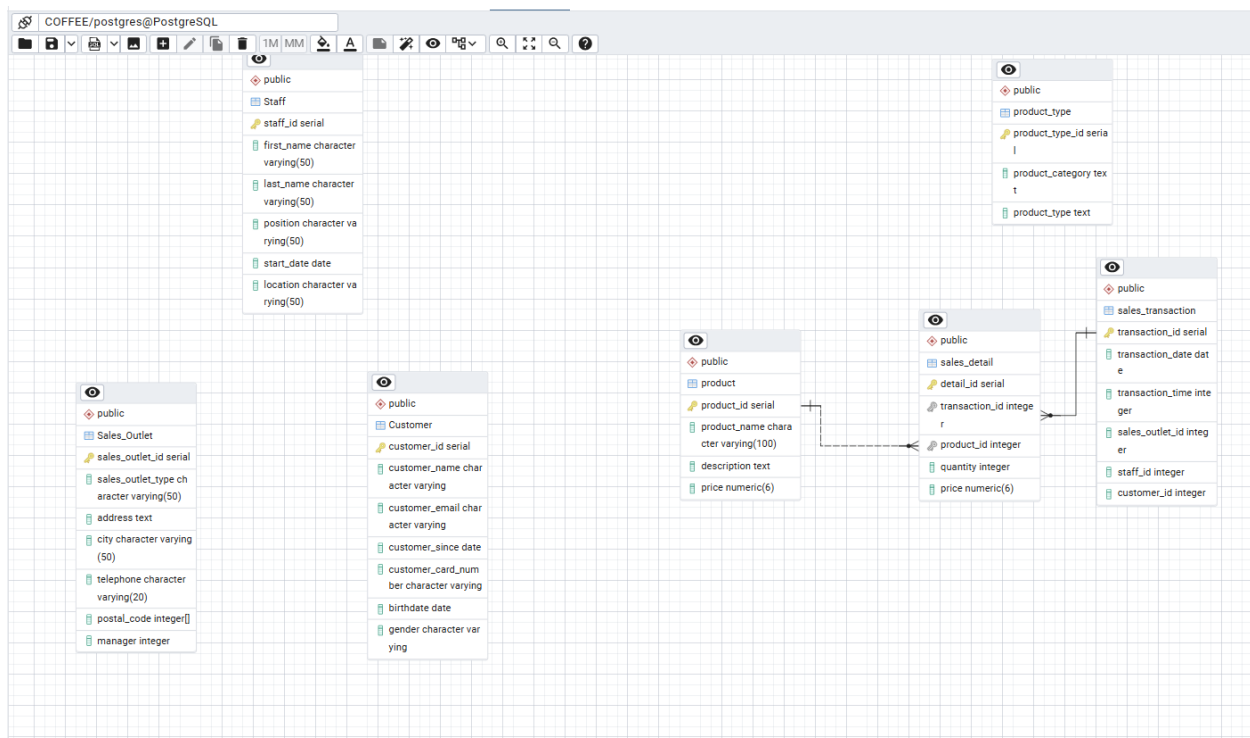 COFFEE/postgres@PostgreSQL
1M MM A
public
Staff
staff_id serial
first_name character
varying(50)
last_name character
varying(50)
position character va
rying(50)
start_date date
location character va
rying(50)
public
product_type
product_type_id seria
l
product_category tex
t
product_type text
public
sales_transaction
transaction_id serial
transaction_date dat
e
transaction_time inte
ger
sales_outlet_id integ
er
staff_id integer
customer_id integer
public
sales_detail
detail_id serial
transaction_id intege
r
product_id integer
quantity integer
price numeric(6)
public
product
product_id serial
product_name chara
cter varying(100)
description text
price numeric(6)
public
Customer
customer_id serial
customer_name char
acter varying
customer_email char
acter varying
customer_since date
customer_card_num
ber character varying
birthdate date
gender character var
ying
public
Sales_Outlet
sales_outlet_id serial
sales_outlet_type ch
aracter varying(50)
address text
city character varying
(50)
telephone character
varying(20)
postal_code integer[]
manager integer